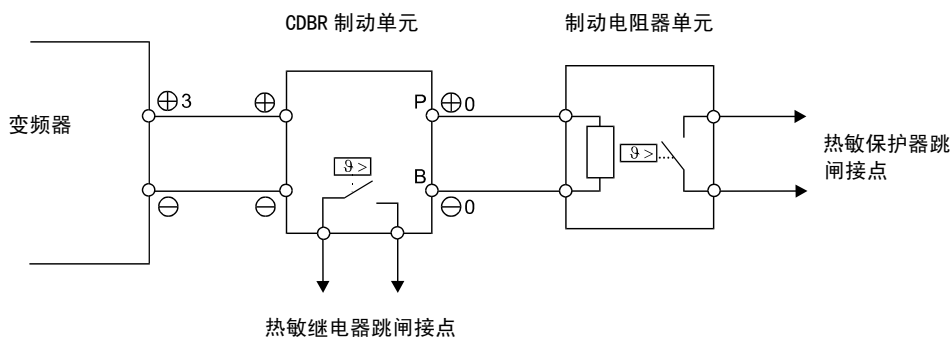 CDBR 制动单元
制动电阻器单元
变频器
⊕3
⊕
P
⊕0
ϑ>
ϑ>
B
⊖
⊖
⊖0
热敏保护器跳
闸接点
热敏继电器跳闸接点